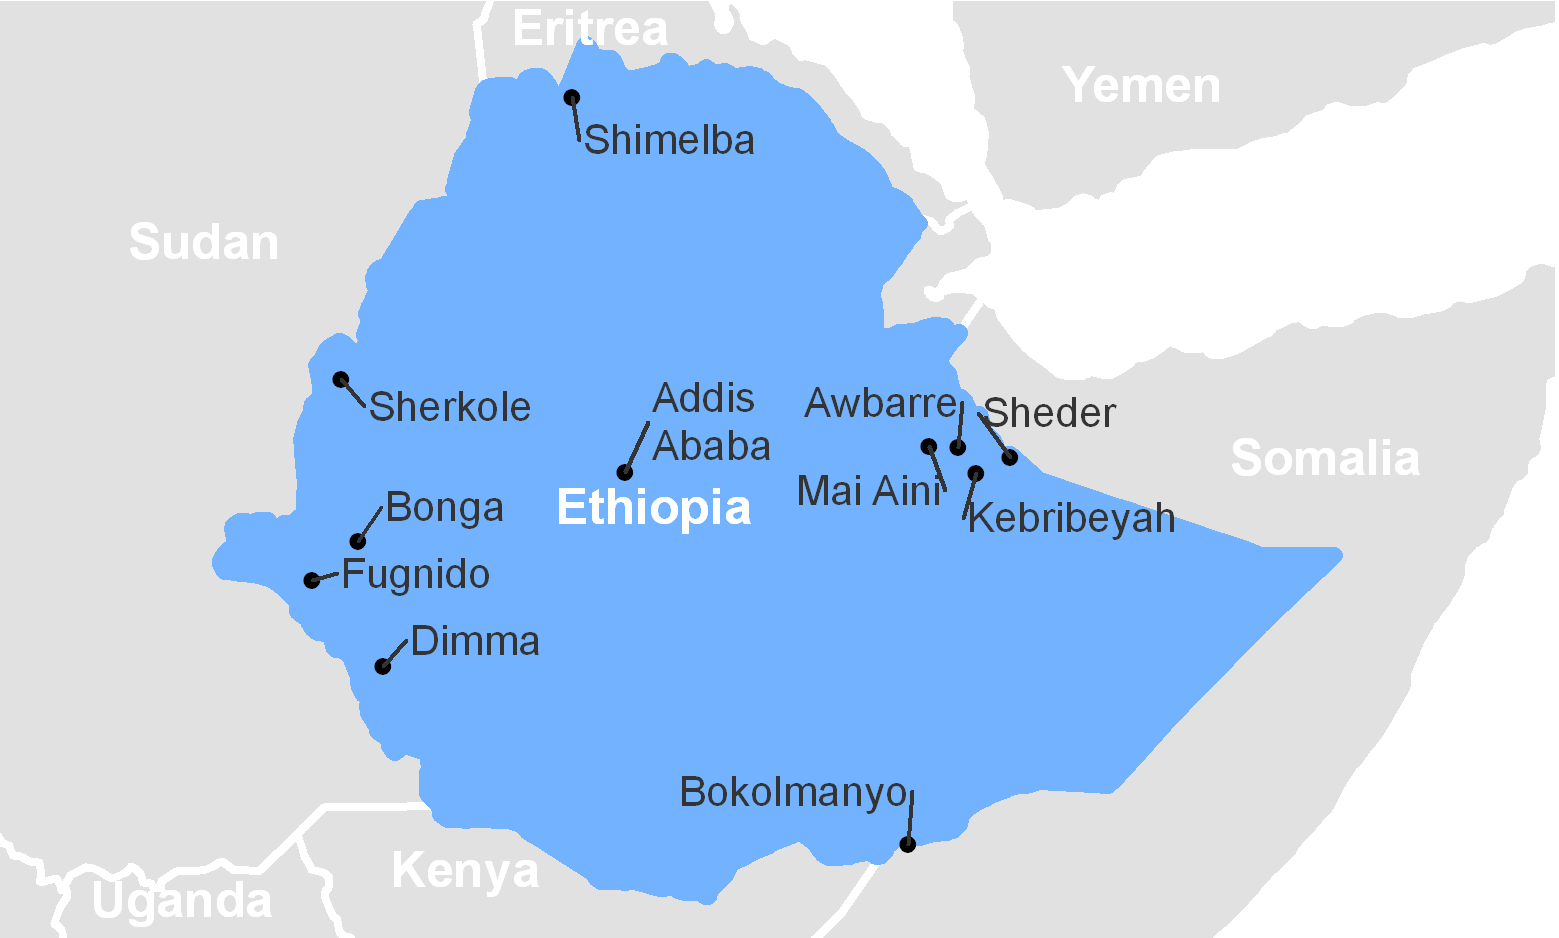 Eritrea
Yemen
Shimelba
Sudan
Sherkole
Addis
Ababa
Awbarre
Sheder
Somalia
Mai Aini
Kebribeyah
Bonga
Ethiopia
Fugnido
Dimma
Bokolmanyo
Kenya
Uganda